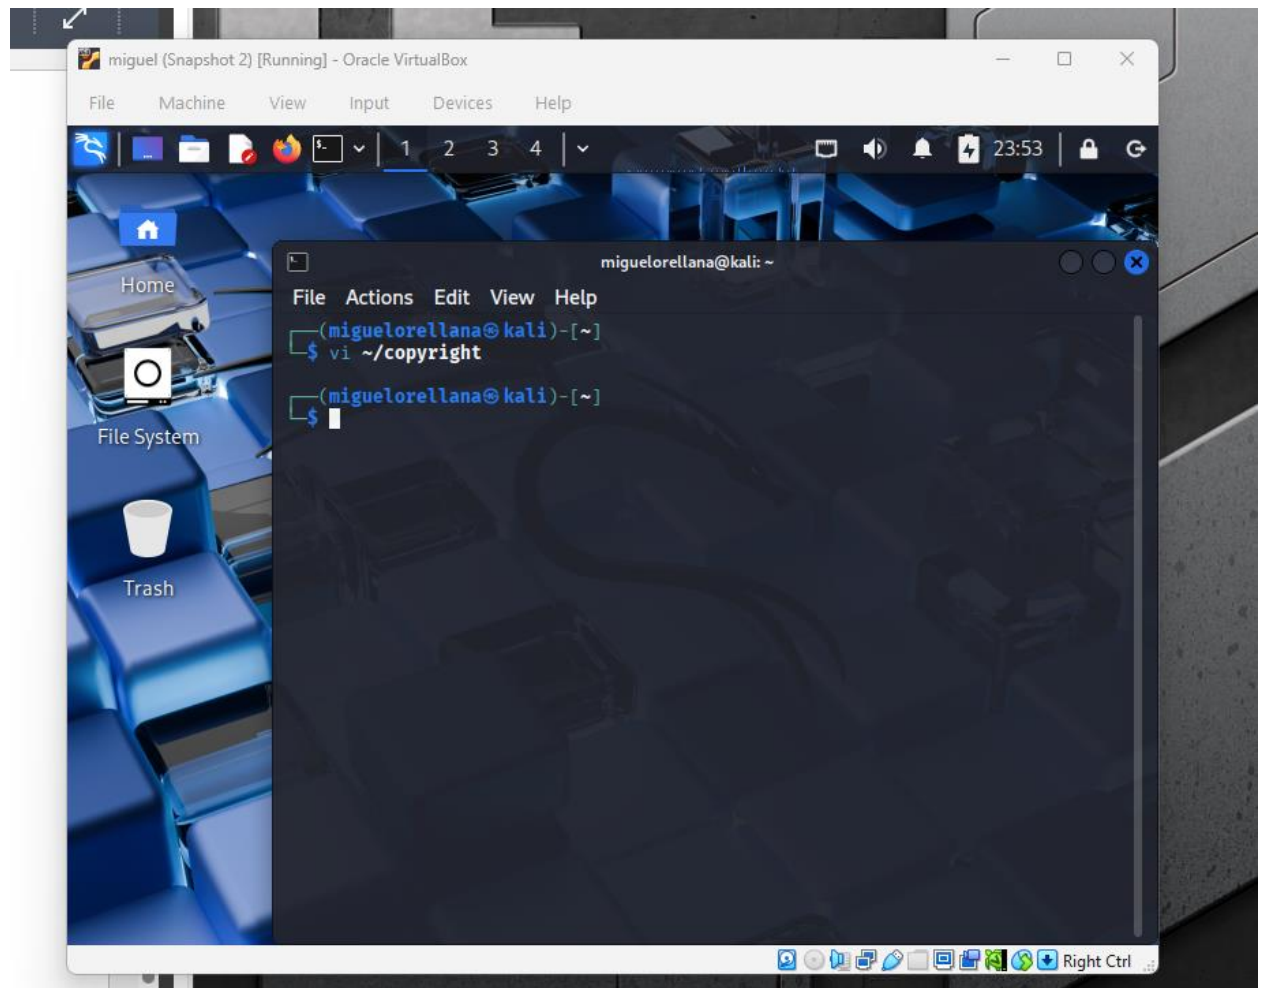 miguel (Snapshot 2) [Running] - Oracle VirtualBox
File Machine View Input Devices Help
1 2 3 4 23:53
Home
File System
Trash
miguelorellana@kali: ~
File Actions Edit View Help
┌──(miguelorellana㉿kali)-[~]
└─$ vi ~/copyright
┌──(miguelorellana㉿kali)-[~]
└─$
Right Ctrl